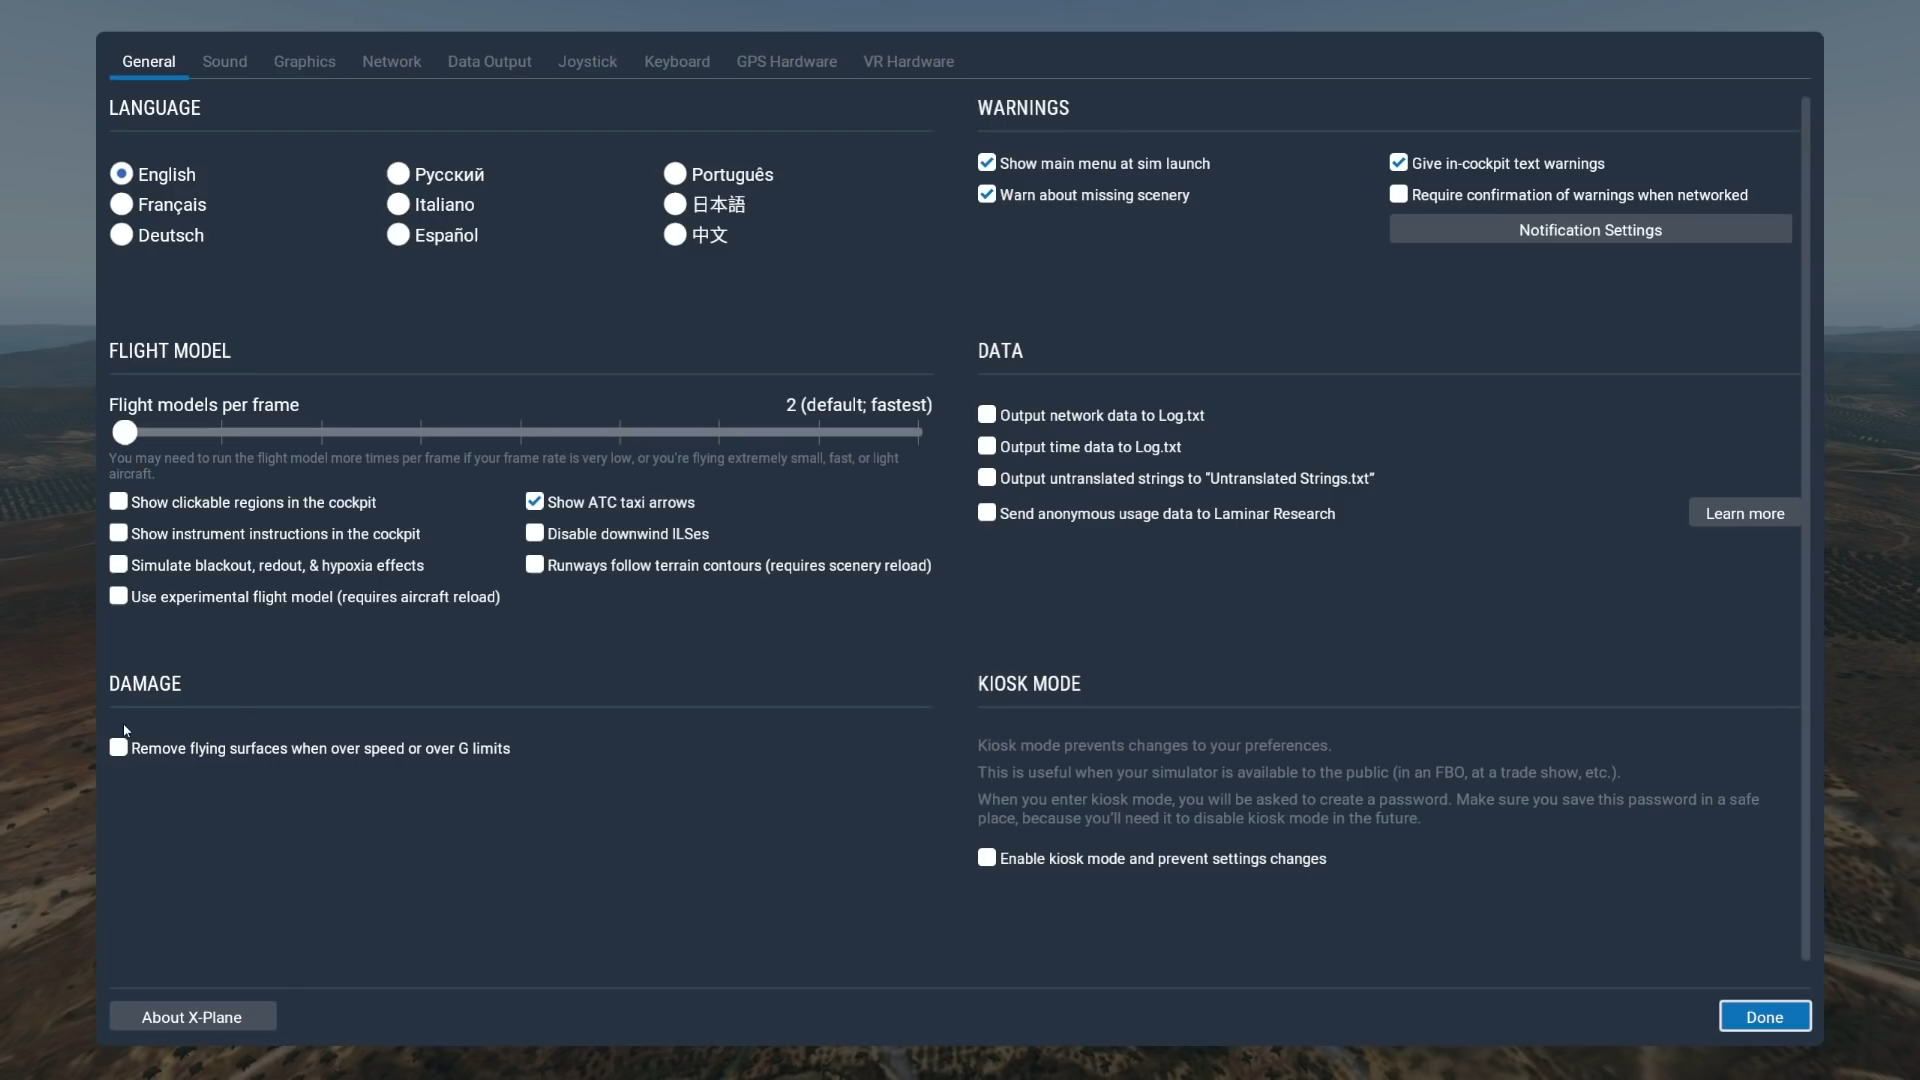 General Sound Graphics Network Data Output Joystick Keyboard GPS Hardware VR Hardware
LANGUAGE
English
Русский
Português
Français
Italiano
日本語
Deutsch
Español
中文
WARNINGS
Show main menu at sim launch
Give in-cockpit text warnings
Warn about missing scenery
Require confirmation of warnings when networked
Notification Settings
FLIGHT MODEL
Flight models per frame
2 (default; fastest)
You may need to run the flight model more times per frame if your frame rate is very low, or you're flying extremely small, fast, or light
aircraft.
Show clickable regions in the cockpit
Show ATC taxi arrows
Show instrument instructions in the cockpit
Disable downwind ILSes
Simulate blackout, redout, & hypoxia effects
Runways follow terrain contours (requires scenery reload)
Use experimental flight model (requires aircraft reload)
DATA
Output network data to Log.txt
Output time data to Log.txt
Output untranslated strings to "Untranslated Strings.txt"
Send anonymous usage data to Laminar Research
Learn more
DAMAGE
Remove flying surfaces when over speed or over G limits
KIOSK MODE
Kiosk mode prevents changes to your preferences.
This is useful when your simulator is available to the public (in an FBO, at a trade show, etc.).
When you enter kiosk mode, you will be asked to create a password. Make sure you save this password in a safe
place, because you'll need it to disable kiosk mode in the future.
Enable kiosk mode and prevent settings changes
About X-Plane
Done